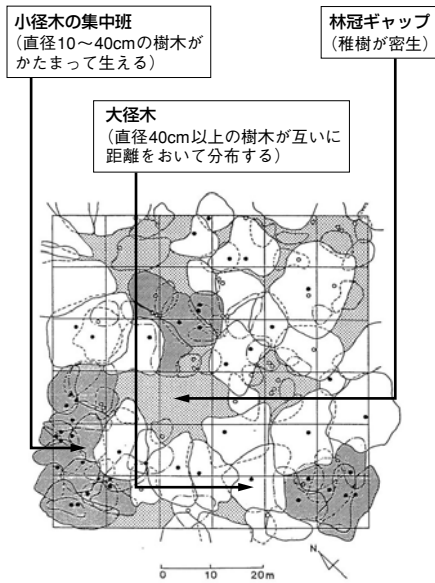 小径木の集中班
（直径10～40cmの樹木が
かたまって生える）
林冠ギャップ
（稚樹が密生）
大径木
（直径40cm以上の樹木が互いに
距離をおいて分布する）
N
0 10 20m